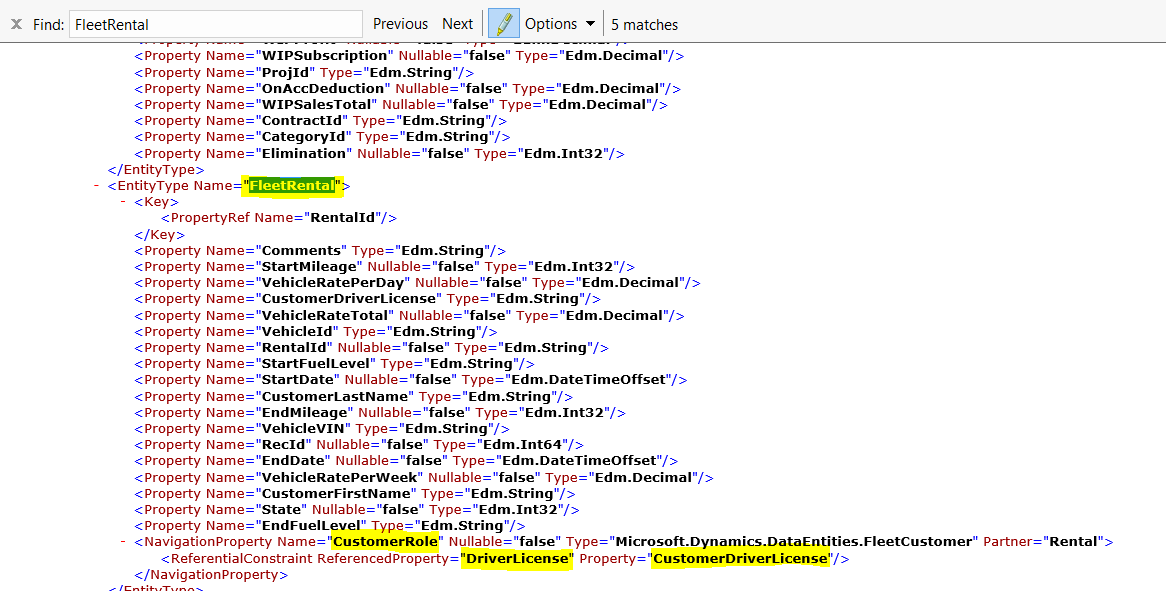 x Find: FleetRental Previous Next Options 5 matches
<Property Name="WIPSubscription" Nullable="false" Type="Edm.Decimal"/>
<Property Name="ProjId" Type="Edm.String"/>
<Property Name="OnAccDeduction" Nullable="false" Type="Edm.Decimal"/>
<Property Name="WIPSalesTotal" Nullable="false" Type="Edm.Decimal"/>
<Property Name="ContractId" Type="Edm.String"/>
<Property Name="CategoryId" Type="Edm.String"/>
<Property Name="Elimination" Nullable="false" Type="Edm.Int32"/>
</EntityType>
- <EntityType Name="FleetRental">
- <Key>
<PropertyRef Name="RentalId"/>
</Key>
<Property Name="Comments" Type="Edm.String"/>
<Property Name="StartMileage" Nullable="false" Type="Edm.Int32"/>
<Property Name="VehicleRatePerDay" Nullable="false" Type="Edm.Decimal"/>
<Property Name="CustomerDriverLicense" Type="Edm.String"/>
<Property Name="VehicleRateTotal" Nullable="false" Type="Edm.Decimal"/>
<Property Name="VehicleId" Type="Edm.String"/>
<Property Name="RentalId" Nullable="false" Type="Edm.String"/>
<Property Name="StartFuelLevel" Type="Edm.String"/>
<Property Name="StartDate" Nullable="false" Type="Edm.DateTimeOffset"/>
<Property Name="CustomerLastName" Type="Edm.String"/>
<Property Name="EndMileage" Nullable="false" Type="Edm.Int32"/>
<Property Name="VehicleVIN" Type="Edm.String"/>
<Property Name="RecId" Nullable="false" Type="Edm.Int64"/>
<Property Name="EndDate" Nullable="false" Type="Edm.DateTimeOffset"/>
<Property Name="VehicleRatePerWeek" Nullable="false" Type="Edm.Decimal"/>
<Property Name="CustomerFirstName" Type="Edm.String"/>
<Property Name="State" Nullable="false" Type="Edm.Int32"/>
<Property Name="EndFuelLevel" Type="Edm.String"/>
- <NavigationProperty Name="CustomerRole" Nullable="false" Type="Microsoft.Dynamics.DataEntities.FleetCustomer" Partner="Rental">
<ReferentialConstraint ReferencedProperty="DriverLicense" Property="CustomerDriverLicense"/>
</NavigationProperty>
</EntityType>